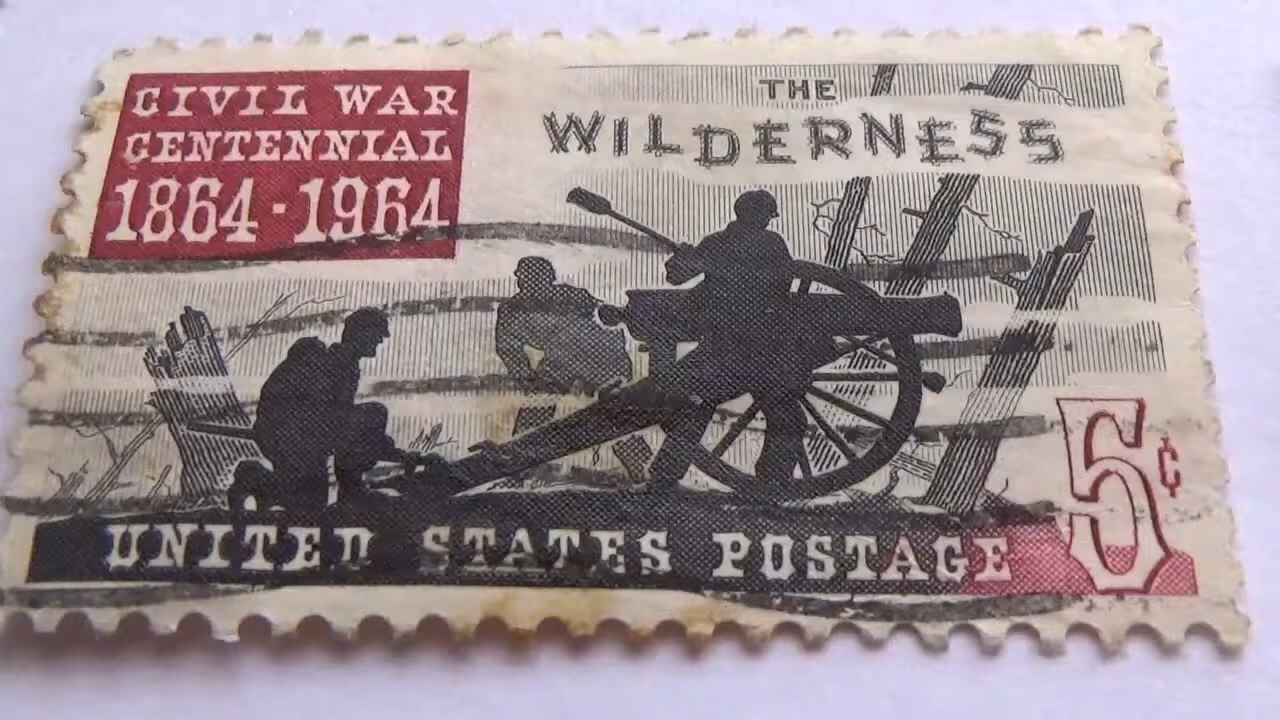 CIVIL WAR
CENTENNIAL
1864 - 1964
THE
WILDERNESS
5¢
UNITED STATES POSTAGE